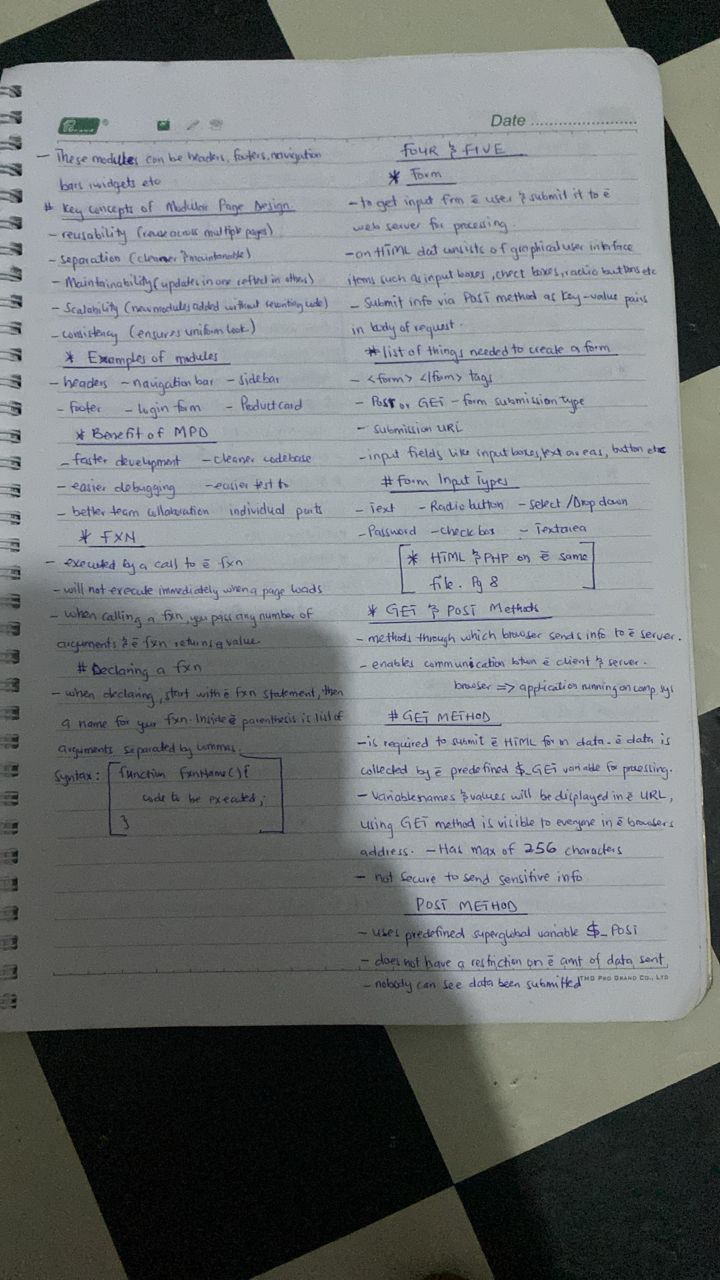 Date
- These modules can be headers, footers, navigation
bars, widgets etc
# Key Concepts of Modular Page Design
- reusability (reuse across multiple pages)
- separation (cleaner & maintainable)
- Maintainability (updates in one reflect in others)
- Scalability (new modules added without rewriting code)
- consistency (ensures uniform look)
* Examples of modules
- headers - navigation bar - sidebar
- footer - login form - Product card
* Benefit of MPD
- faster development - cleaner codebase
- easier debugging - easier test to
- better team collaboration individual parts
* FXN
- executed by a call to ē fxn
- will not execute immediately when a page loads
- when calling a fxn, you pass any number of
arguments & ē fxn returns a value.
# Declaring a fxn
- when declaring, start with ē fxn statement, then
a name for your fxn. Inside ē parenthesis is list of
arguments separated by commas.
Syntax: function fxnName(){
code to be executed;
}
FOUR & FIVE
* Form
- to get input frm ē user & submit it to ē
web server for processing.
- an HTML dat consists of graphical user interface
items such as input boxes, check boxes, radio buttons etc
- Submit info via POST method as key-value pairs
in body of request.
# list of things needed to create a form
- <form> </form> tags
- POST or GET - form submission type
- submission URL
- input fields like input boxes, text areas, button etc
# Form Input Types
- Text - Radio button - select / Drop down
- Password - check box - Textarea
* HTML & PHP on ē same
file. Pg 8
* GET & POST Methods
- methods through which browser sends info to ē server.
- enables communication btwn ē client & server.
browser => application running on comp sys
# GET METHOD
- is required to submit ē HTML form data. ē data is
collected by ē predefined $_GET variable for processing.
- Variable names & values will be displayed in ē URL,
using GET method is visible to everyone in ē browsers
address. - Has max of 256 characters
- not secure to send sensitive info
POST METHOD
- uses predefined superglobal variable $_POST
- does not have a restriction on ē amt of data sent
- nobody can see data been submitted